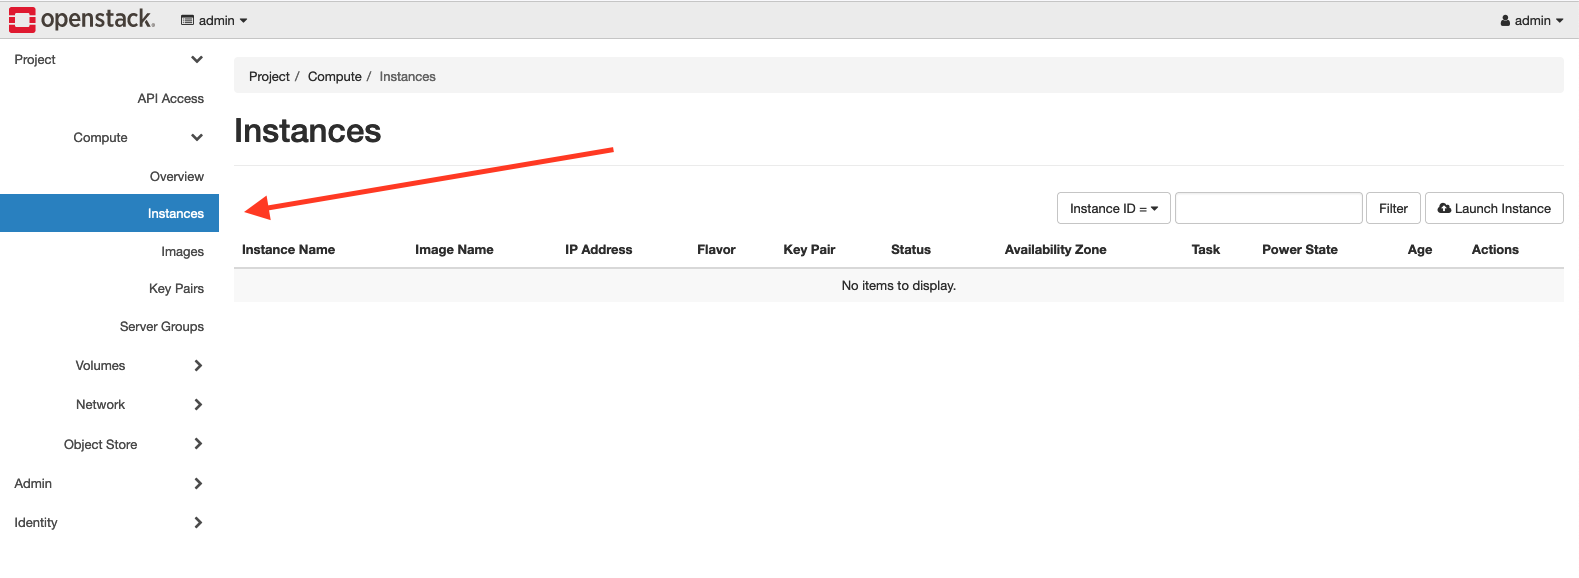 openstack. admin admin
Project
API Access
Compute
Overview
Instances
Images
Key Pairs
Server Groups
Volumes
Network
Object Store
Admin
Identity
Project / Compute / Instances
Instances
Instance ID = Filter Launch Instance
Instance Name Image Name IP Address Flavor Key Pair Status Availability Zone Task Power State Age Actions
No items to display.